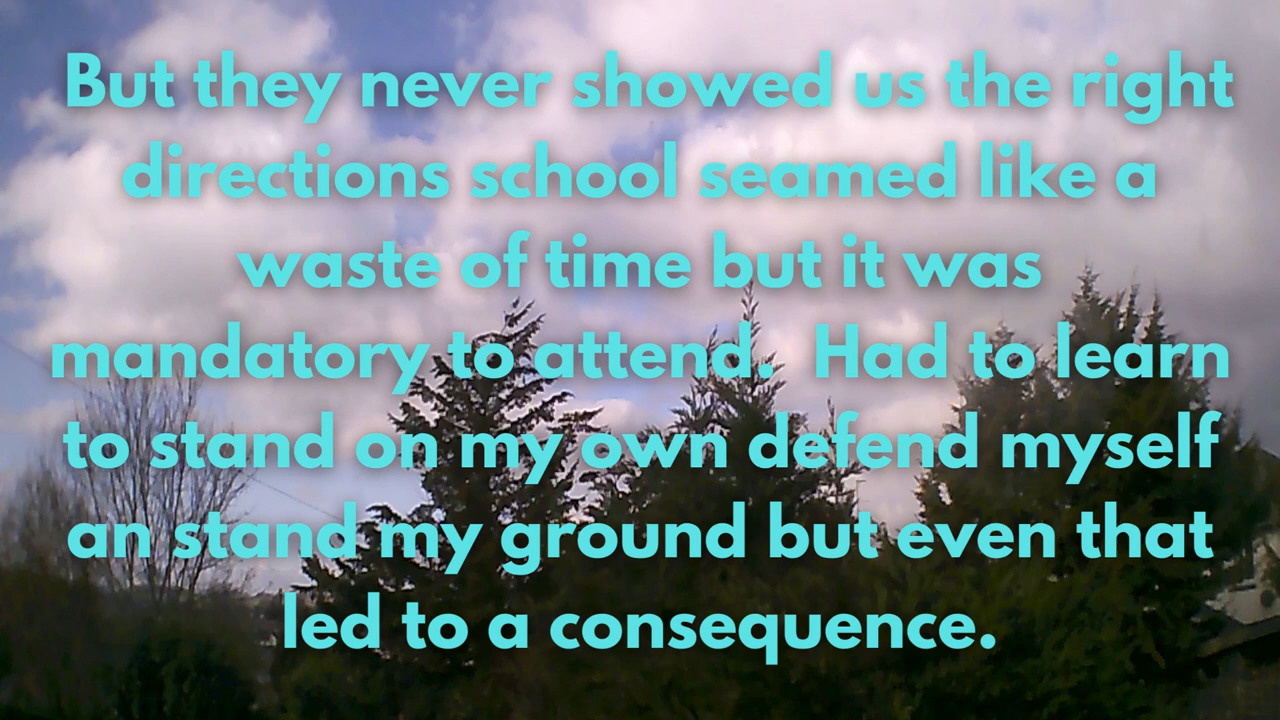 But they never showed us the right
directions school seamed like a
waste of time but it was
mandatory to attend.  Had to learn
to stand on my own defend myself
an stand my ground but even that
led to a consequence.